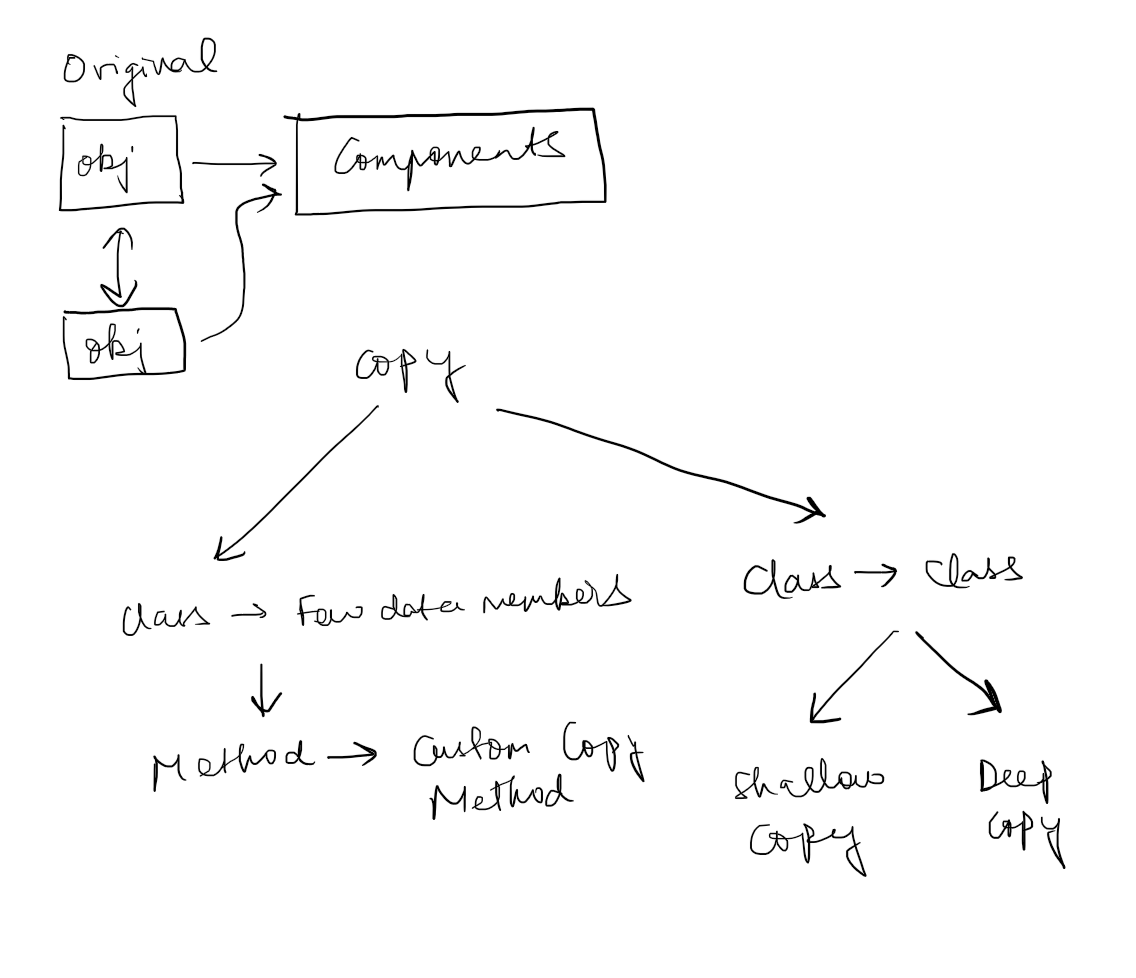 Original
obj → Components
obj
Copy
Class → Few data members
Class → Class
Method → Custom Copy
Method
Shallow
Copy
Deep
Copy